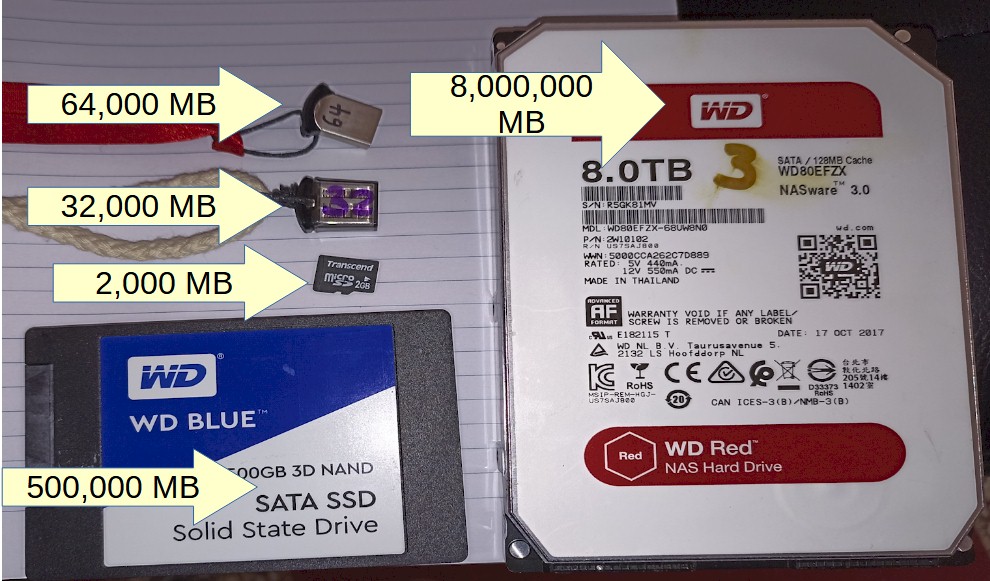 64,000 MB
64
32,000 MB
32
2,000 MB
Transcend
micro
SD 4
2GB
WD®
WD BLUE™
500GB 3D NAND
SATA SSD
Solid State Drive
500,000 MB
8,000,000
MB
WD®
8.0TB
3
SATA / 128MB Cache
WD80EFZX
NASware™ 3.0
S/N: R5GK81MV
MDL: WD80EFZX-68UW8N0
P/N: 2W10102
R/N: US7SAJ800
WWN: 5000CCA262C7D889
RATED: 5V 440mA.
12V 550mA DC
MADE IN THAILAND
wd.com
WD
ADVANCED
AF
FORMAT
WARRANTY VOID IF ANY LABEL/
SCREW IS REMOVED OR BROKEN
E182115 T
DATE: 17 OCT 2017
WD NL B.V. Taurusavenue 5.
2132 LS Hoofddorp NL
RoHS
CE
D33373
RoHS
台北市
敦化北路
205號14樓
1402室
MSIP-REM-HGJ-
US7SAJ800
20
CAN ICES-3(B)/NMB-3(B)
Red
WD Red™
NAS Hard Drive